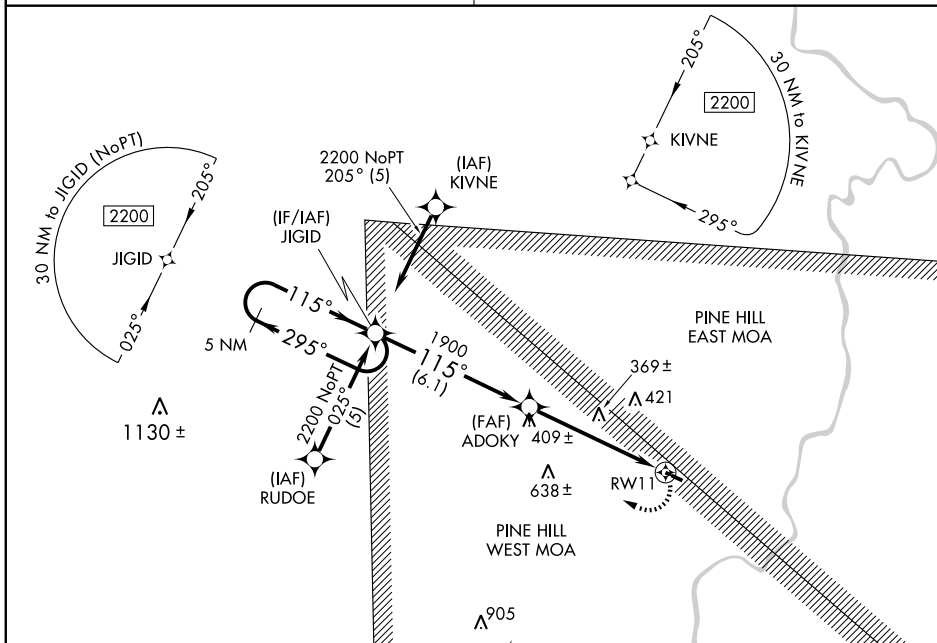 205°
30 NM to KIVNE
2200
KIVNE
295°
30 NM to JIGID (NoPT)
205°
2200
JIGID
025°
2200 NoPT
205° (5)
(IAF)
KIVNE
(IF/IAF)
JIGID
115°
295°
5 NM
1900
115°
(6.1)
PINE HILL
EAST MOA
369 ±
421
2200 NoPT
025°
(5)
1130 ±
(FAF)
ADOKY
409 ±
(IAF)
RUDOE
638 ±
RW11
PINE HILL
WEST MOA
905